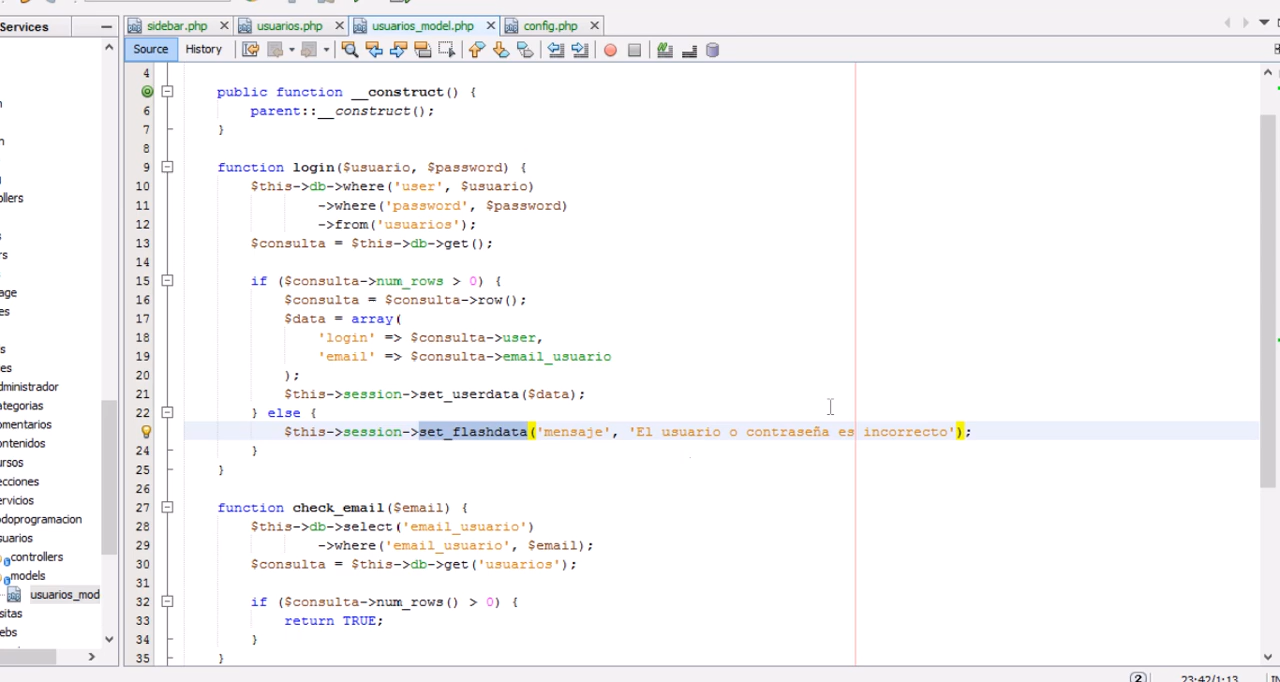 Services
sidebar.php
usuarios.php
usuarios_model.php
config.php
Source
History
4
public function __construct() {
6 parent::__construct();
7 }
8
9 function login($usuario, $password) {
10 $this->db->where('user', $usuario)
11 ->where('password', $password)
12 ->from('usuarios');
13 $consulta = $this->db->get();
14
15 if ($consulta->num_rows > 0) {
16 $consulta = $consulta->row();
17 $data = array(
18 'login' => $consulta->user,
19 'email' => $consulta->email_usuario
20 );
21 $this->session->set_userdata($data);
22 } else {
$this->session->set_flashdata('mensaje', 'El usuario o contraseña es incorrecto');
24 }
25 }
26
27 function check_email($email) {
28 $this->db->select('email_usuario')
29 ->where('email_usuario', $email);
30 $consulta = $this->db->get('usuarios');
31
32 if ($consulta->num_rows() > 0) {
33 return TRUE;
34 }
35 }
n
ollers
s
rs
age
es
s
es
dministrador
ategorias
omentarios
ontenidos
ursos
ecciones
ervicios
odoprogramacion
suarios
controllers
models
usuarios_mod
sitas
ebs
2
23:42/1:13
IN